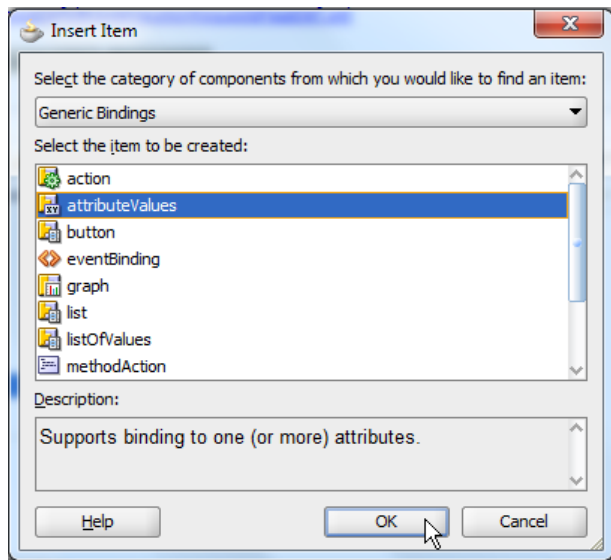 Insert Item
Select the category of components from which you would like to find an item:
Generic Bindings
Select the item to be created:
action
attributeValues
button
eventBinding
graph
list
listOfValues
methodAction
Description:
Supports binding to one (or more) attributes.
Help
OK
Cancel